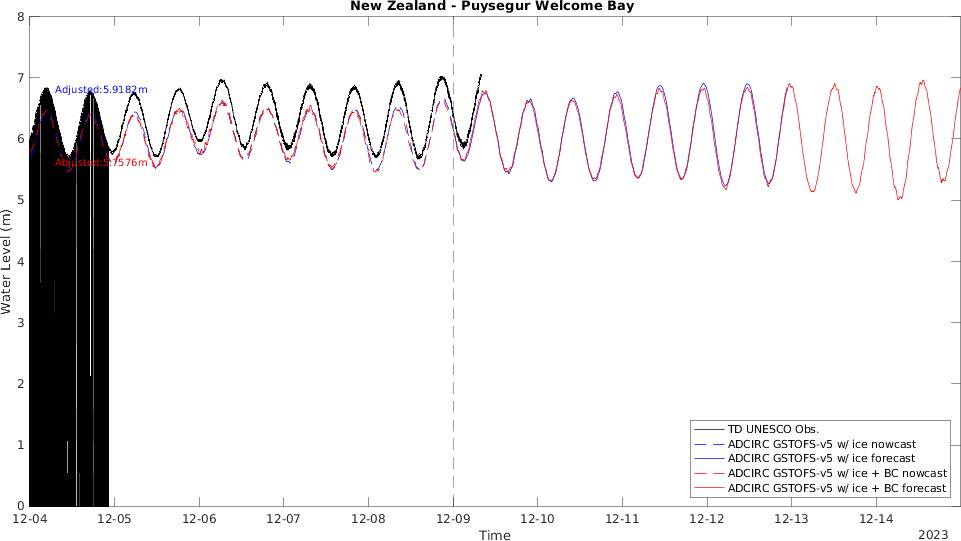 New Zealand - Puysegur Welcome Bay
8
7
6
5
4
3
2
1
0
Water Level (m)
Adjusted:5.9182m
Adjusted:5.7576m
TD UNESCO Obs.
ADCIRC GSTOFS-v5 w/ ice nowcast
ADCIRC GSTOFS-v5 w/ ice forecast
ADCIRC GSTOFS-v5 w/ ice + BC nowcast
ADCIRC GSTOFS-v5 w/ ice + BC forecast
12-04 12-05 12-06 12-07 12-08 12-09 12-10 12-11 12-12 12-13 12-14
Time
2023